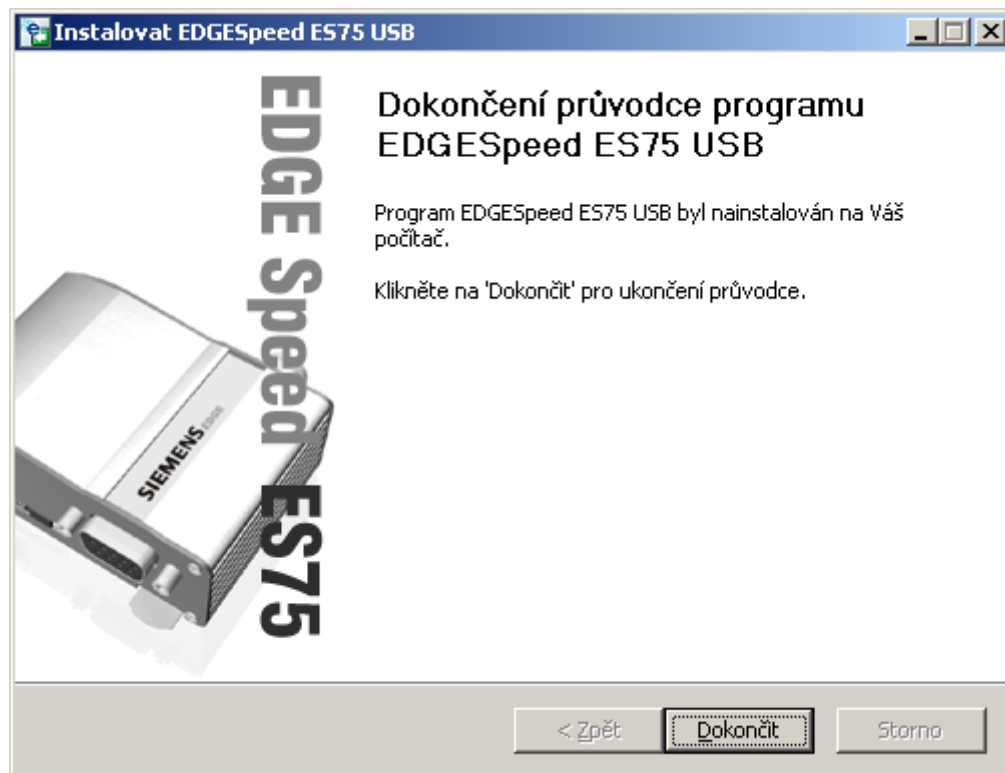 Instalovat EDGESpeed ES75 USB
EDGE Speed ES75
Dokončení průvodce programu
EDGESpeed ES75 USB
Program EDGESpeed ES75 USB byl nainstalován na Váš
počítač.
Klikněte na 'Dokončit' pro ukončení průvodce.
SIEMENS EDGE
< Zpět
Dokončit
Storno